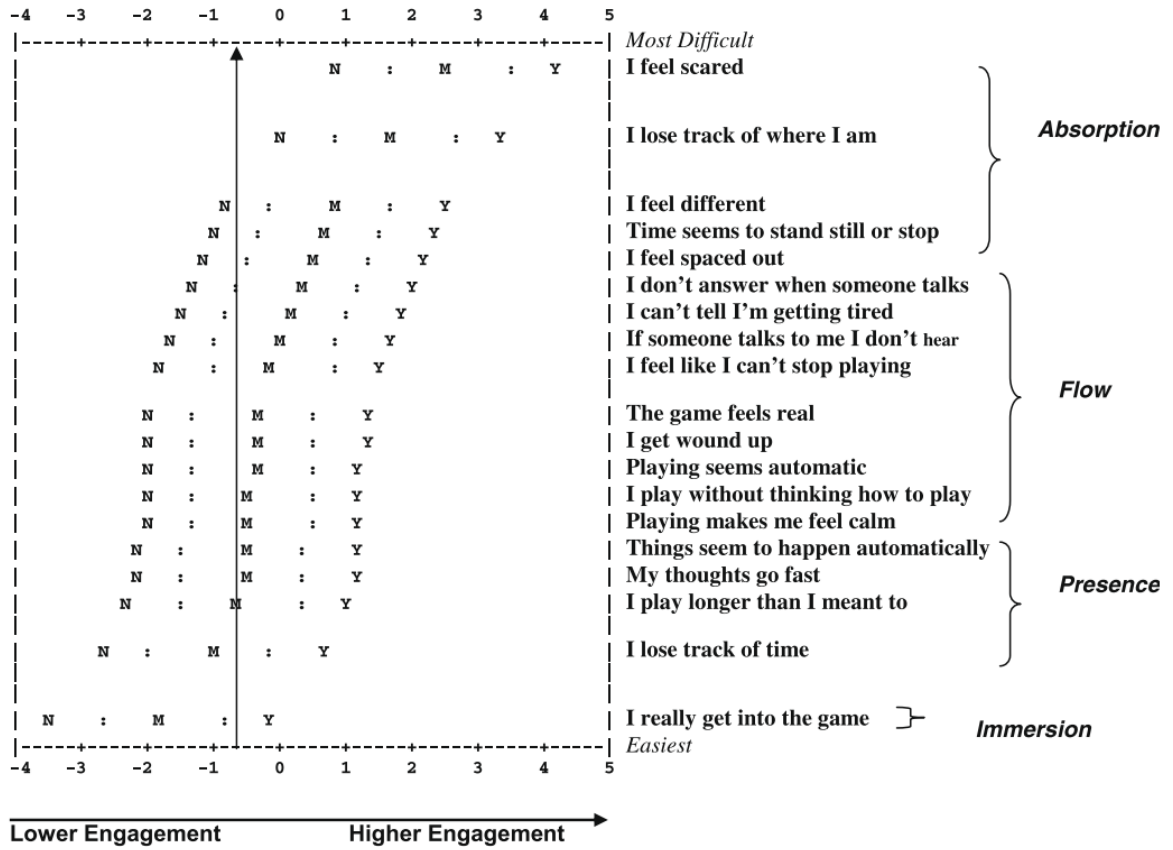 -4 -3 -2 -1 0 1 2 3 4 5
|------+-----+-----+-----+-----+-----+-----+-----+------| Most Difficult
N : M : Y I feel scared
Absorption
N : M : Y I lose track of where I am
N : M : Y I feel different
N : M : Y Time seems to stand still or stop
N : M : Y I feel spaced out
N : M : Y I don't answer when someone talks
N : M : Y I can't tell I'm getting tired
N : M : Y If someone talks to me I don't hear
N : M : Y I feel like I can't stop playing
Flow
N : M : Y The game feels real
N : M : Y I get wound up
N : M : Y Playing seems automatic
N : M : Y I play without thinking how to play
N : M : Y Playing makes me feel calm
N : M : Y Things seem to happen automatically
N : M : Y My thoughts go fast
Presence
N : M : Y I play longer than I meant to
N : M : Y I lose track of time
N : M : Y I really get into the game
Immersion
|------+-----+-----+-----+-----+-----+-----+-----+------| Easiest
-4 -3 -2 -1 0 1 2 3 4 5
Lower Engagement Higher Engagement